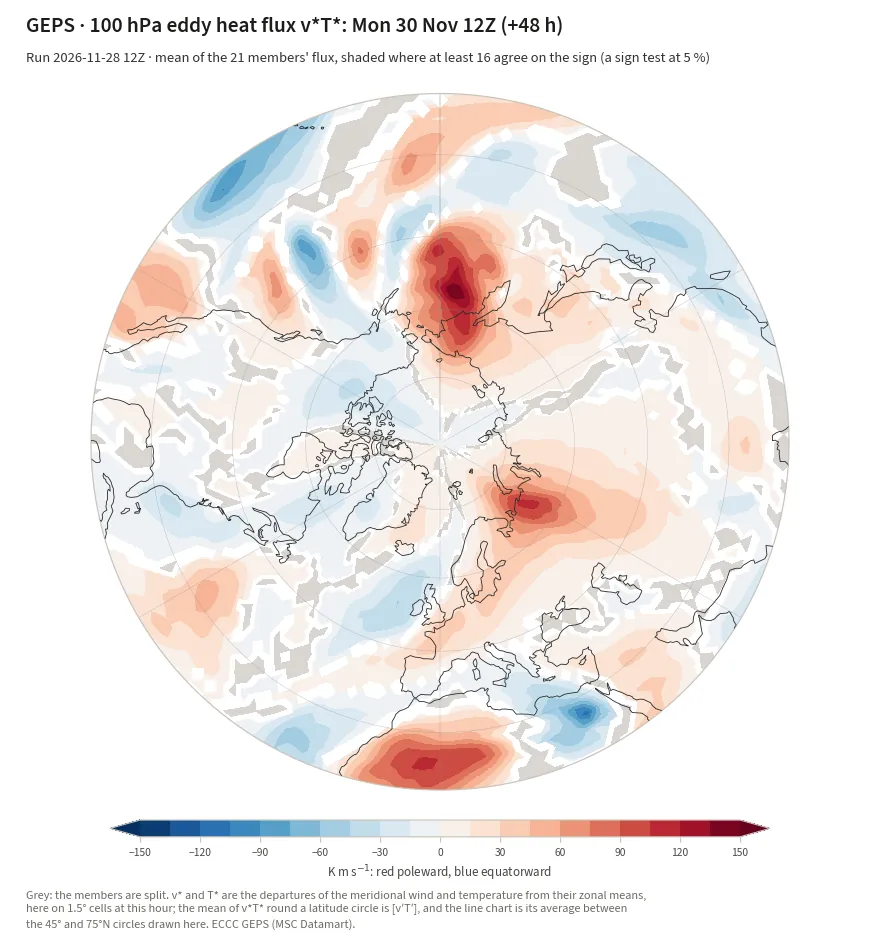 GEPS · 100 hPa eddy heat flux v*T*: Mon 30 Nov 12Z (+48 h)
Run 2026-11-28 12Z · mean of the 21 members' flux, shaded where at least 16 agree on the sign (a sign test at 5 %)
−150 −120 −90 −60 −30 0 30 60 90 120 150
K m s⁻¹: red poleward, blue equatorward
Grey: the members are split. v* and T* are the departures of the meridional wind and temperature from their zonal means,
here on 1.5° cells at this hour; the mean of v*T* round a latitude circle is [v'T'], and the line chart is its average between
the 45° and 75°N circles drawn here. ECCC GEPS (MSC Datamart).